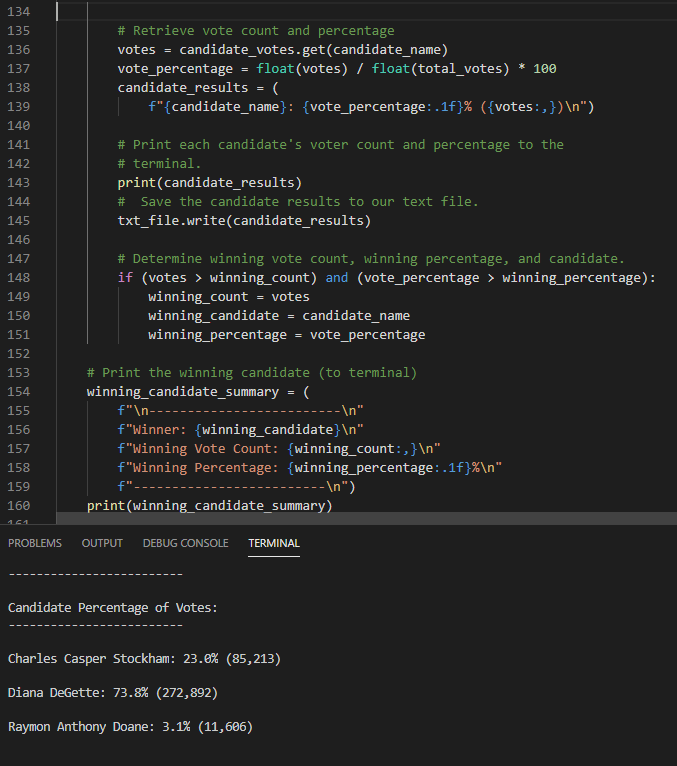 134
135 # Retrieve vote count and percentage
136 votes = candidate_votes.get(candidate_name)
137 vote_percentage = float(votes) / float(total_votes) * 100
138 candidate_results = (
139 f"{candidate_name}: {vote_percentage:.1f}% ({votes:,})\n")
140
141 # Print each candidate's voter count and percentage to the
142 # terminal.
143 print(candidate_results)
144 #  Save the candidate results to our text file.
145 txt_file.write(candidate_results)
146
147 # Determine winning vote count, winning percentage, and candidate.
148 if (votes > winning_count) and (vote_percentage > winning_percentage):
149 winning_count = votes
150 winning_candidate = candidate_name
151 winning_percentage = vote_percentage
152
153 # Print the winning candidate (to terminal)
154 winning_candidate_summary = (
155 f"\n-------------------------\n"
156 f"Winner: {winning_candidate}\n"
157 f"Winning Vote Count: {winning_count:,}\n"
158 f"Winning Percentage: {winning_percentage:.1f}%\n"
159 f"-------------------------\n")
160 print(winning_candidate_summary)
161
PROBLEMS OUTPUT DEBUG CONSOLE TERMINAL
-------------------------
Candidate Percentage of Votes:
-------------------------
Charles Casper Stockham: 23.0% (85,213)
Diana DeGette: 73.8% (272,892)
Raymon Anthony Doane: 3.1% (11,606)